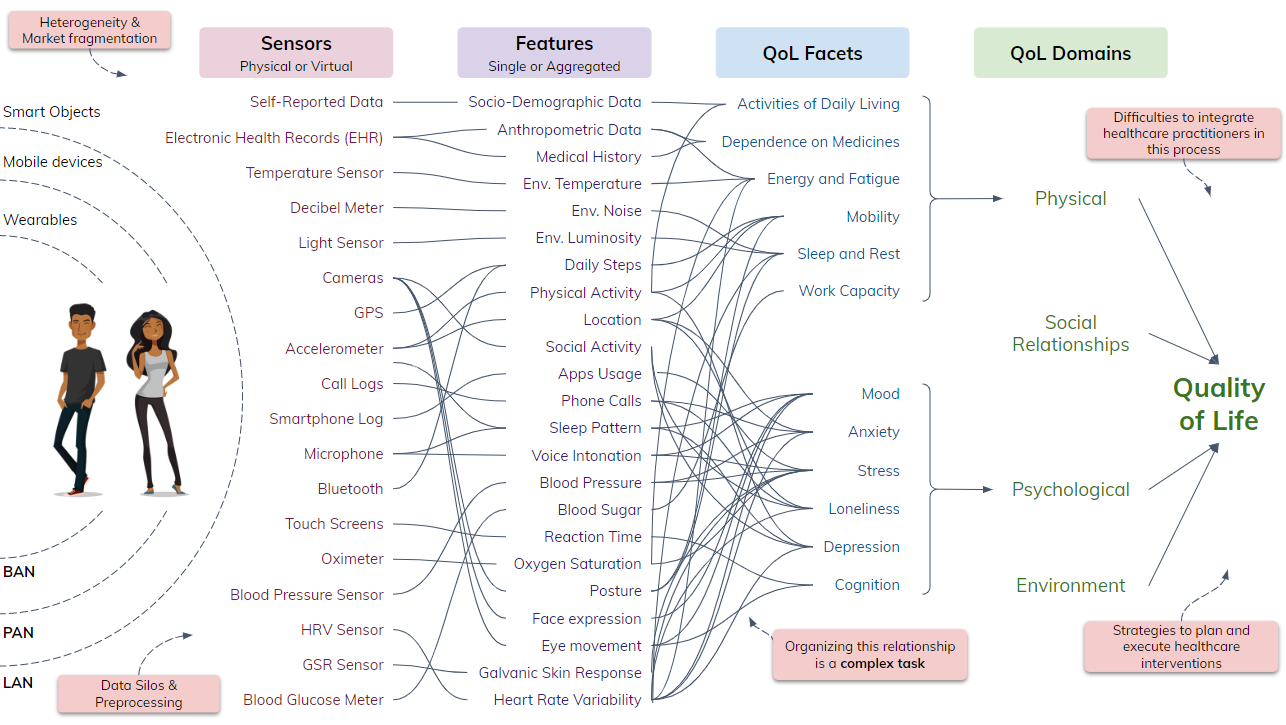 Heterogeneity &
Market fragmentation
Sensors
Physical or Virtual
Features
Single or Aggregated
QoL Facets
QoL Domains
Smart Objects
Mobile devices
Wearables
BAN
PAN
LAN
Data Silos &
Preprocessing
Self-Reported Data
Electronic Health Records (EHR)
Temperature Sensor
Decibel Meter
Light Sensor
Cameras
GPS
Accelerometer
Call Logs
Smartphone Log
Microphone
Bluetooth
Touch Screens
Oximeter
Blood Pressure Sensor
HRV Sensor
GSR Sensor
Blood Glucose Meter
Socio-Demographic Data
Anthropometric Data
Medical History
Env. Temperature
Env. Noise
Env. Luminosity
Daily Steps
Physical Activity
Location
Social Activity
Apps Usage
Phone Calls
Sleep Pattern
Voice Intonation
Blood Pressure
Blood Sugar
Reaction Time
Oxygen Saturation
Posture
Face expression
Eye movement
Galvanic Skin Response
Heart Rate Variability
Activities of Daily Living
Dependence on Medicines
Energy and Fatigue
Mobility
Sleep and Rest
Work Capacity
Mood
Anxiety
Stress
Loneliness
Depression
Cognition
Organizing this relationship
is a complex task
Difficulties to integrate
healthcare practitioners in
this process
Physical
Social
Relationships
Psychological
Environment
Quality
of Life
Strategies to plan and
execute healthcare
interventions